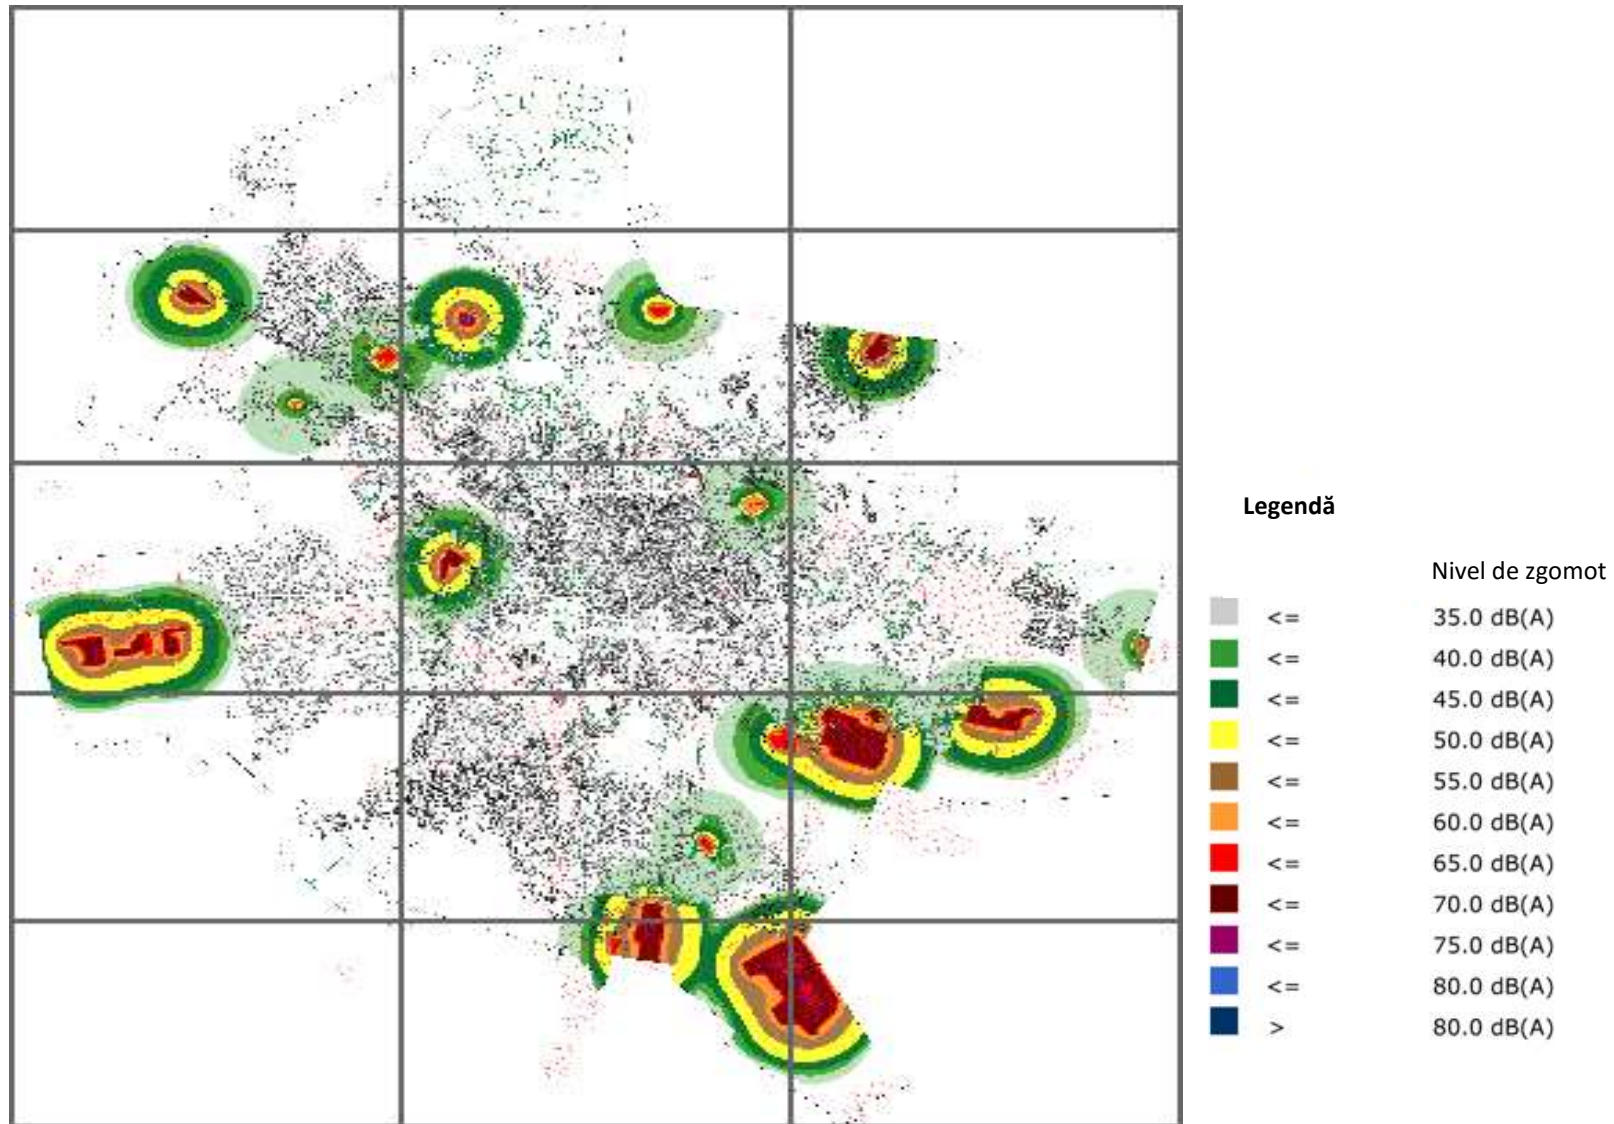 Legendă
Nivel de zgomot
<= 35.0 dB(A)
<= 40.0 dB(A)
<= 45.0 dB(A)
<= 50.0 dB(A)
<= 55.0 dB(A)
<= 60.0 dB(A)
<= 65.0 dB(A)
<= 70.0 dB(A)
<= 75.0 dB(A)
<= 80.0 dB(A)
> 80.0 dB(A)